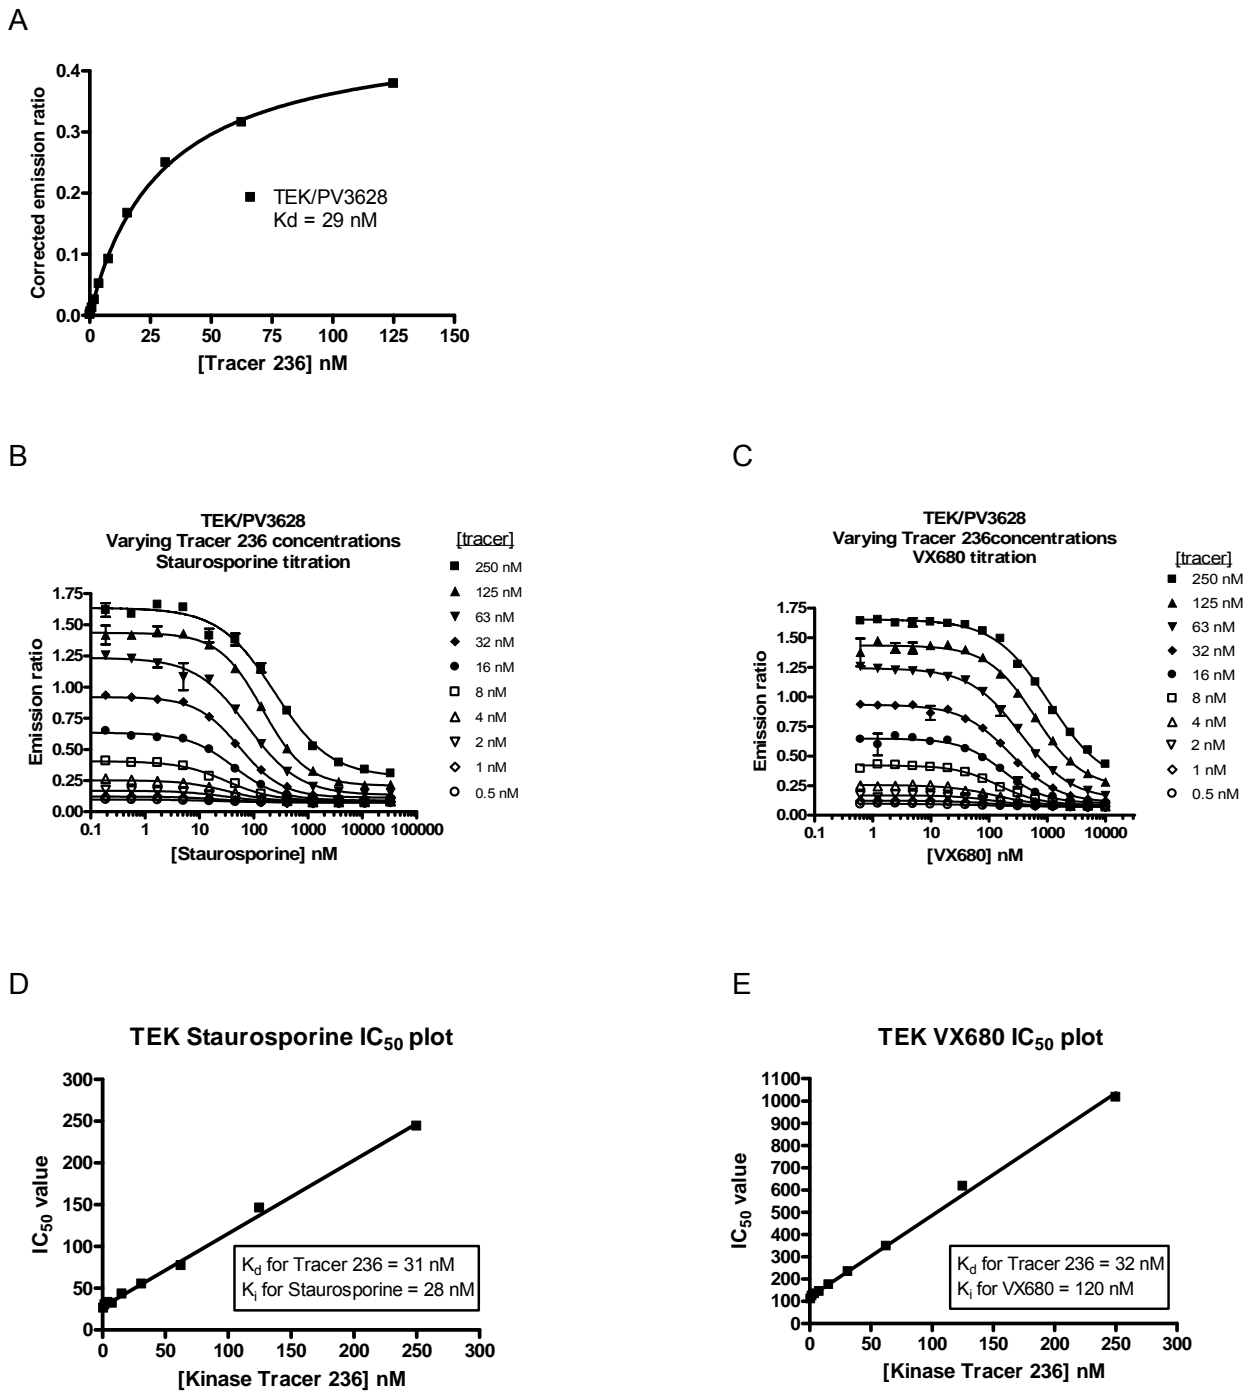 A
0.4
0.3
0.2
0.1
0.0
0 25 50 75 100 125 150
Corrected emission ratio
[Tracer 236] nM
TEK/PV3628
Kd = 29 nM
B
TEK/PV3628
Varying Tracer 236 concentrations
Staurosporine titration
[tracer]
250 nM
125 nM
63 nM
32 nM
16 nM
8 nM
4 nM
2 nM
1 nM
0.5 nM
1.75
1.50
1.25
1.00
0.75
0.50
0.25
0.00
0.1 1 10 100 1000 10000 100000
Emission ratio
[Staurosporine] nM
C
TEK/PV3628
Varying Tracer 236concentrations
VX680 titration
[tracer]
250 nM
125 nM
63 nM
32 nM
16 nM
8 nM
4 nM
2 nM
1 nM
0.5 nM
1.75
1.50
1.25
1.00
0.75
0.50
0.25
0.00
0.1 1 10 100 1000 10000
Emission ratio
[VX680] nM
D
TEK Staurosporine IC50 plot
300
250
200
150
100
50
0
0 50 100 150 200 250 300
IC50 value
[Kinase Tracer 236] nM
Kd for Tracer 236 = 31 nM
Ki for Staurosporine = 28 nM
E
TEK VX680 IC50 plot
1100
1000
900
800
700
600
500
400
300
200
100
0
0 50 100 150 200 250 300
IC50 value
[Kinase Tracer 236] nM
Kd for Tracer 236 = 32 nM
Ki for VX680 = 120 nM